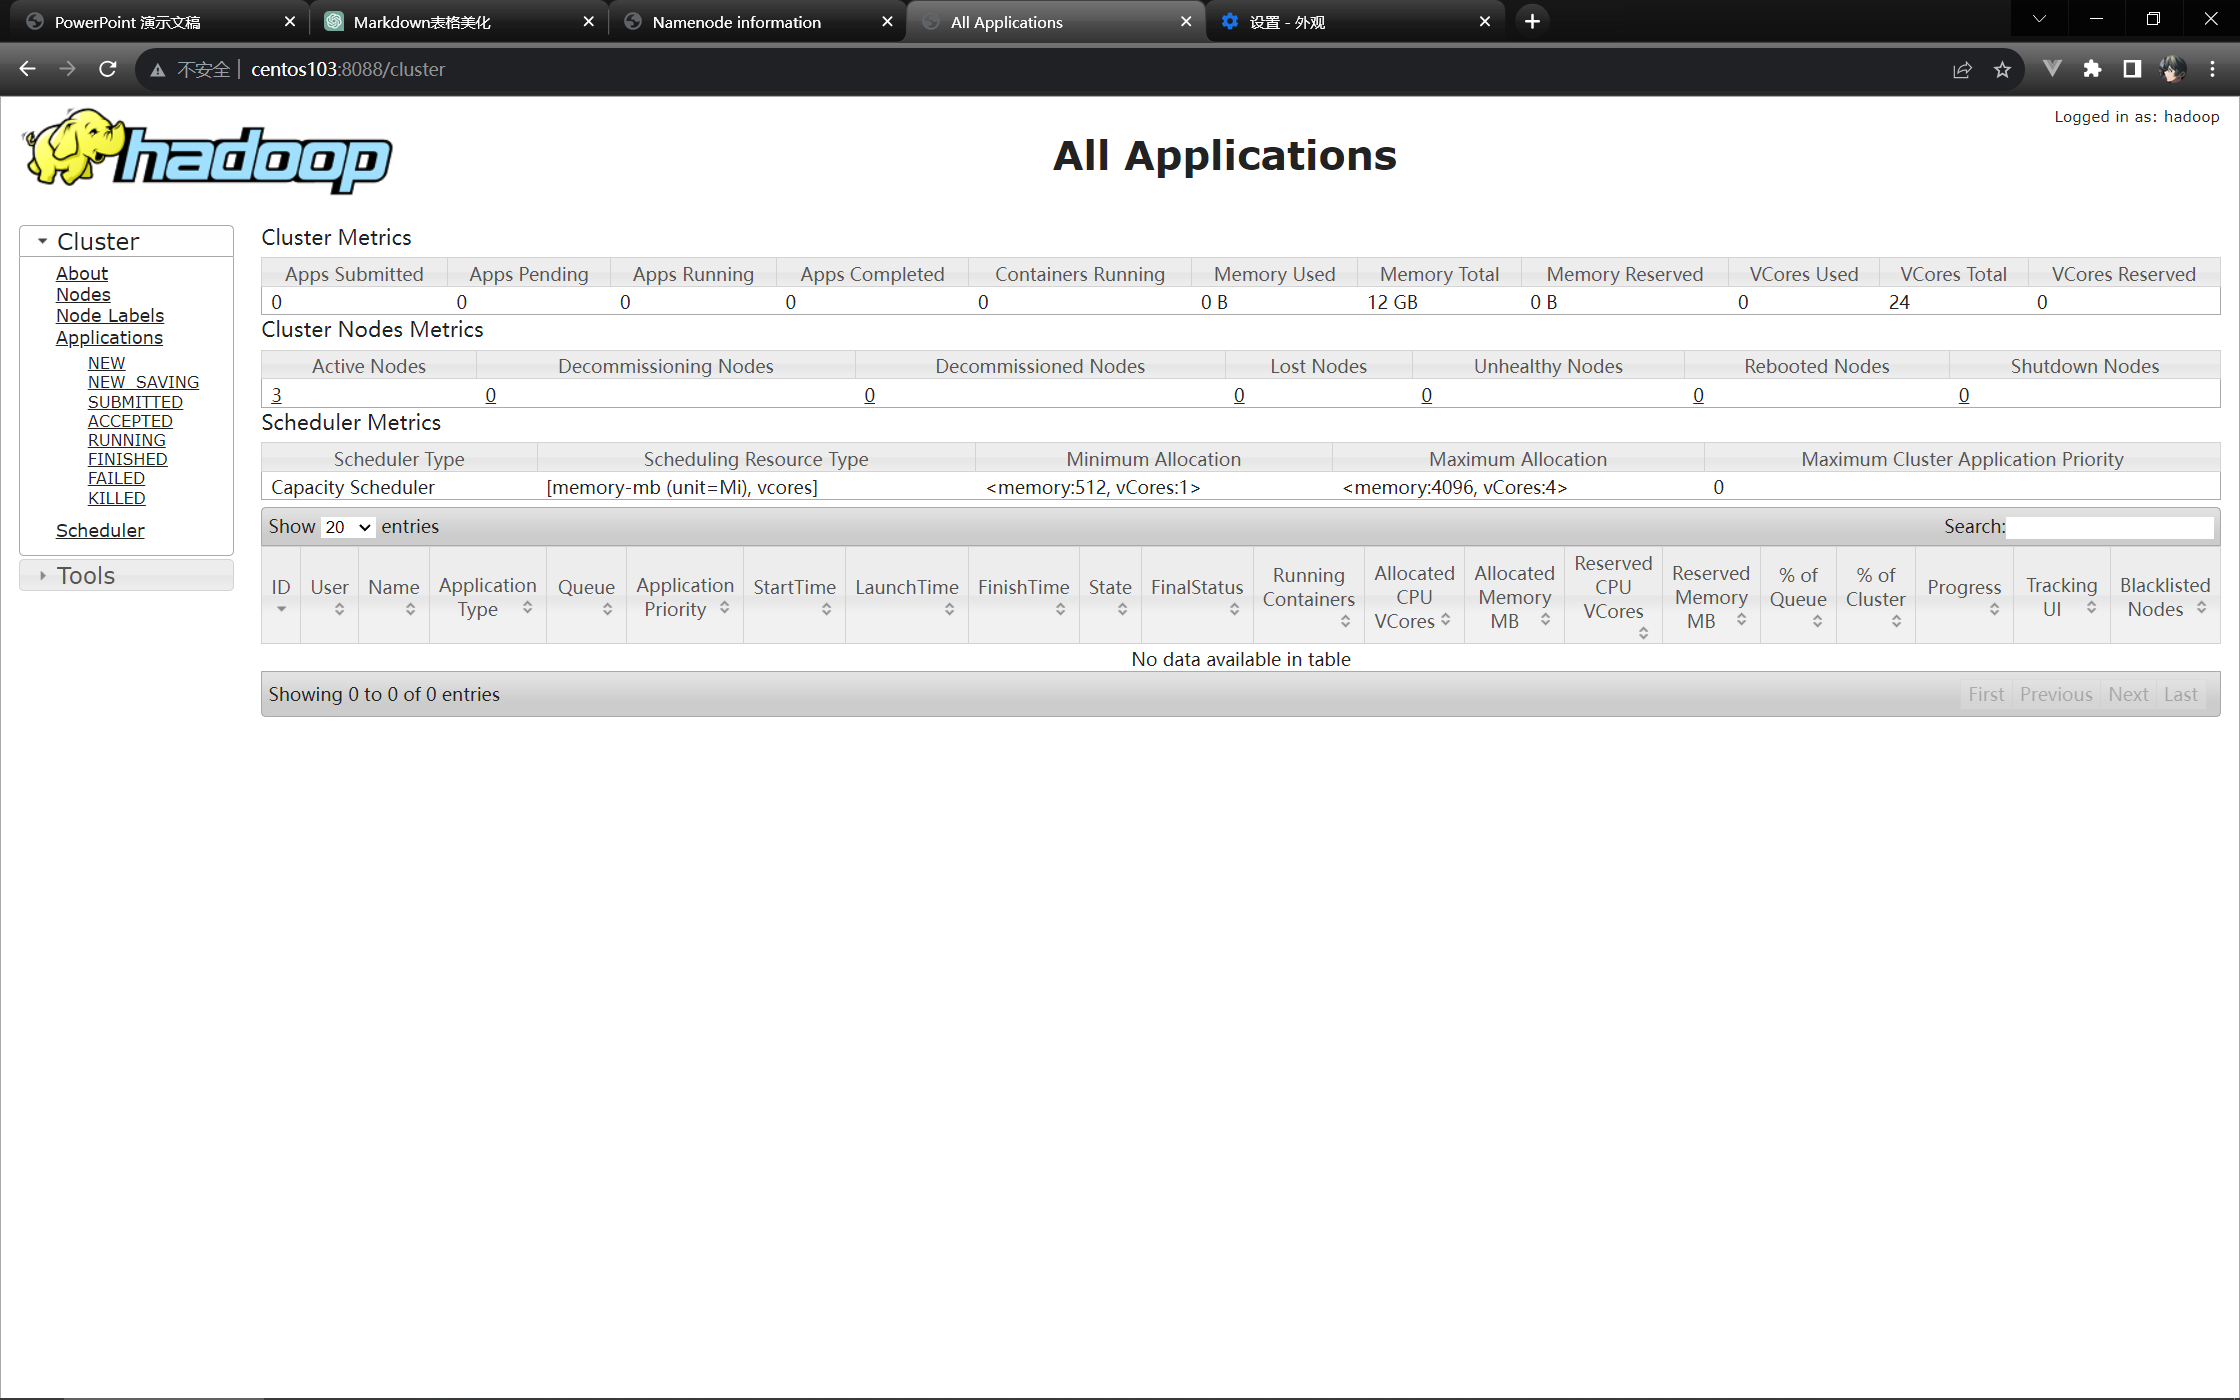 PowerPoint 演示文稿
Markdown表格美化
Namenode information
All Applications
设置 - 外观
不安全 centos103:8088/cluster
hadoop
Logged in as: hadoop
All Applications
Cluster
About
Nodes
Node Labels
Applications
NEW
NEW_SAVING
SUBMITTED
ACCEPTED
RUNNING
FINISHED
FAILED
KILLED
Scheduler
Tools
Cluster Metrics
Apps Submitted Apps Pending Apps Running Apps Completed Containers Running Memory Used Memory Total Memory Reserved VCores Used VCores Total VCores Reserved
0 0 0 0 0 0 B 12 GB 0 B 0 24 0
Cluster Nodes Metrics
Active Nodes Decommissioning Nodes Decommissioned Nodes Lost Nodes Unhealthy Nodes Rebooted Nodes Shutdown Nodes
3 0 0 0 0 0 0
Scheduler Metrics
Scheduler Type Scheduling Resource Type Minimum Allocation Maximum Allocation Maximum Cluster Application Priority
Capacity Scheduler [memory-mb (unit=Mi), vcores] <memory:512, vCores:1> <memory:4096, vCores:4> 0
Show 20 entries Search:
ID User Name Application Type Queue Application Priority StartTime LaunchTime FinishTime State FinalStatus Running Containers Allocated CPU VCores Allocated Memory MB Reserved CPU VCores Reserved Memory MB % of Queue % of Cluster Progress Tracking UI Blacklisted Nodes
No data available in table
Showing 0 to 0 of 0 entries First Previous Next Last